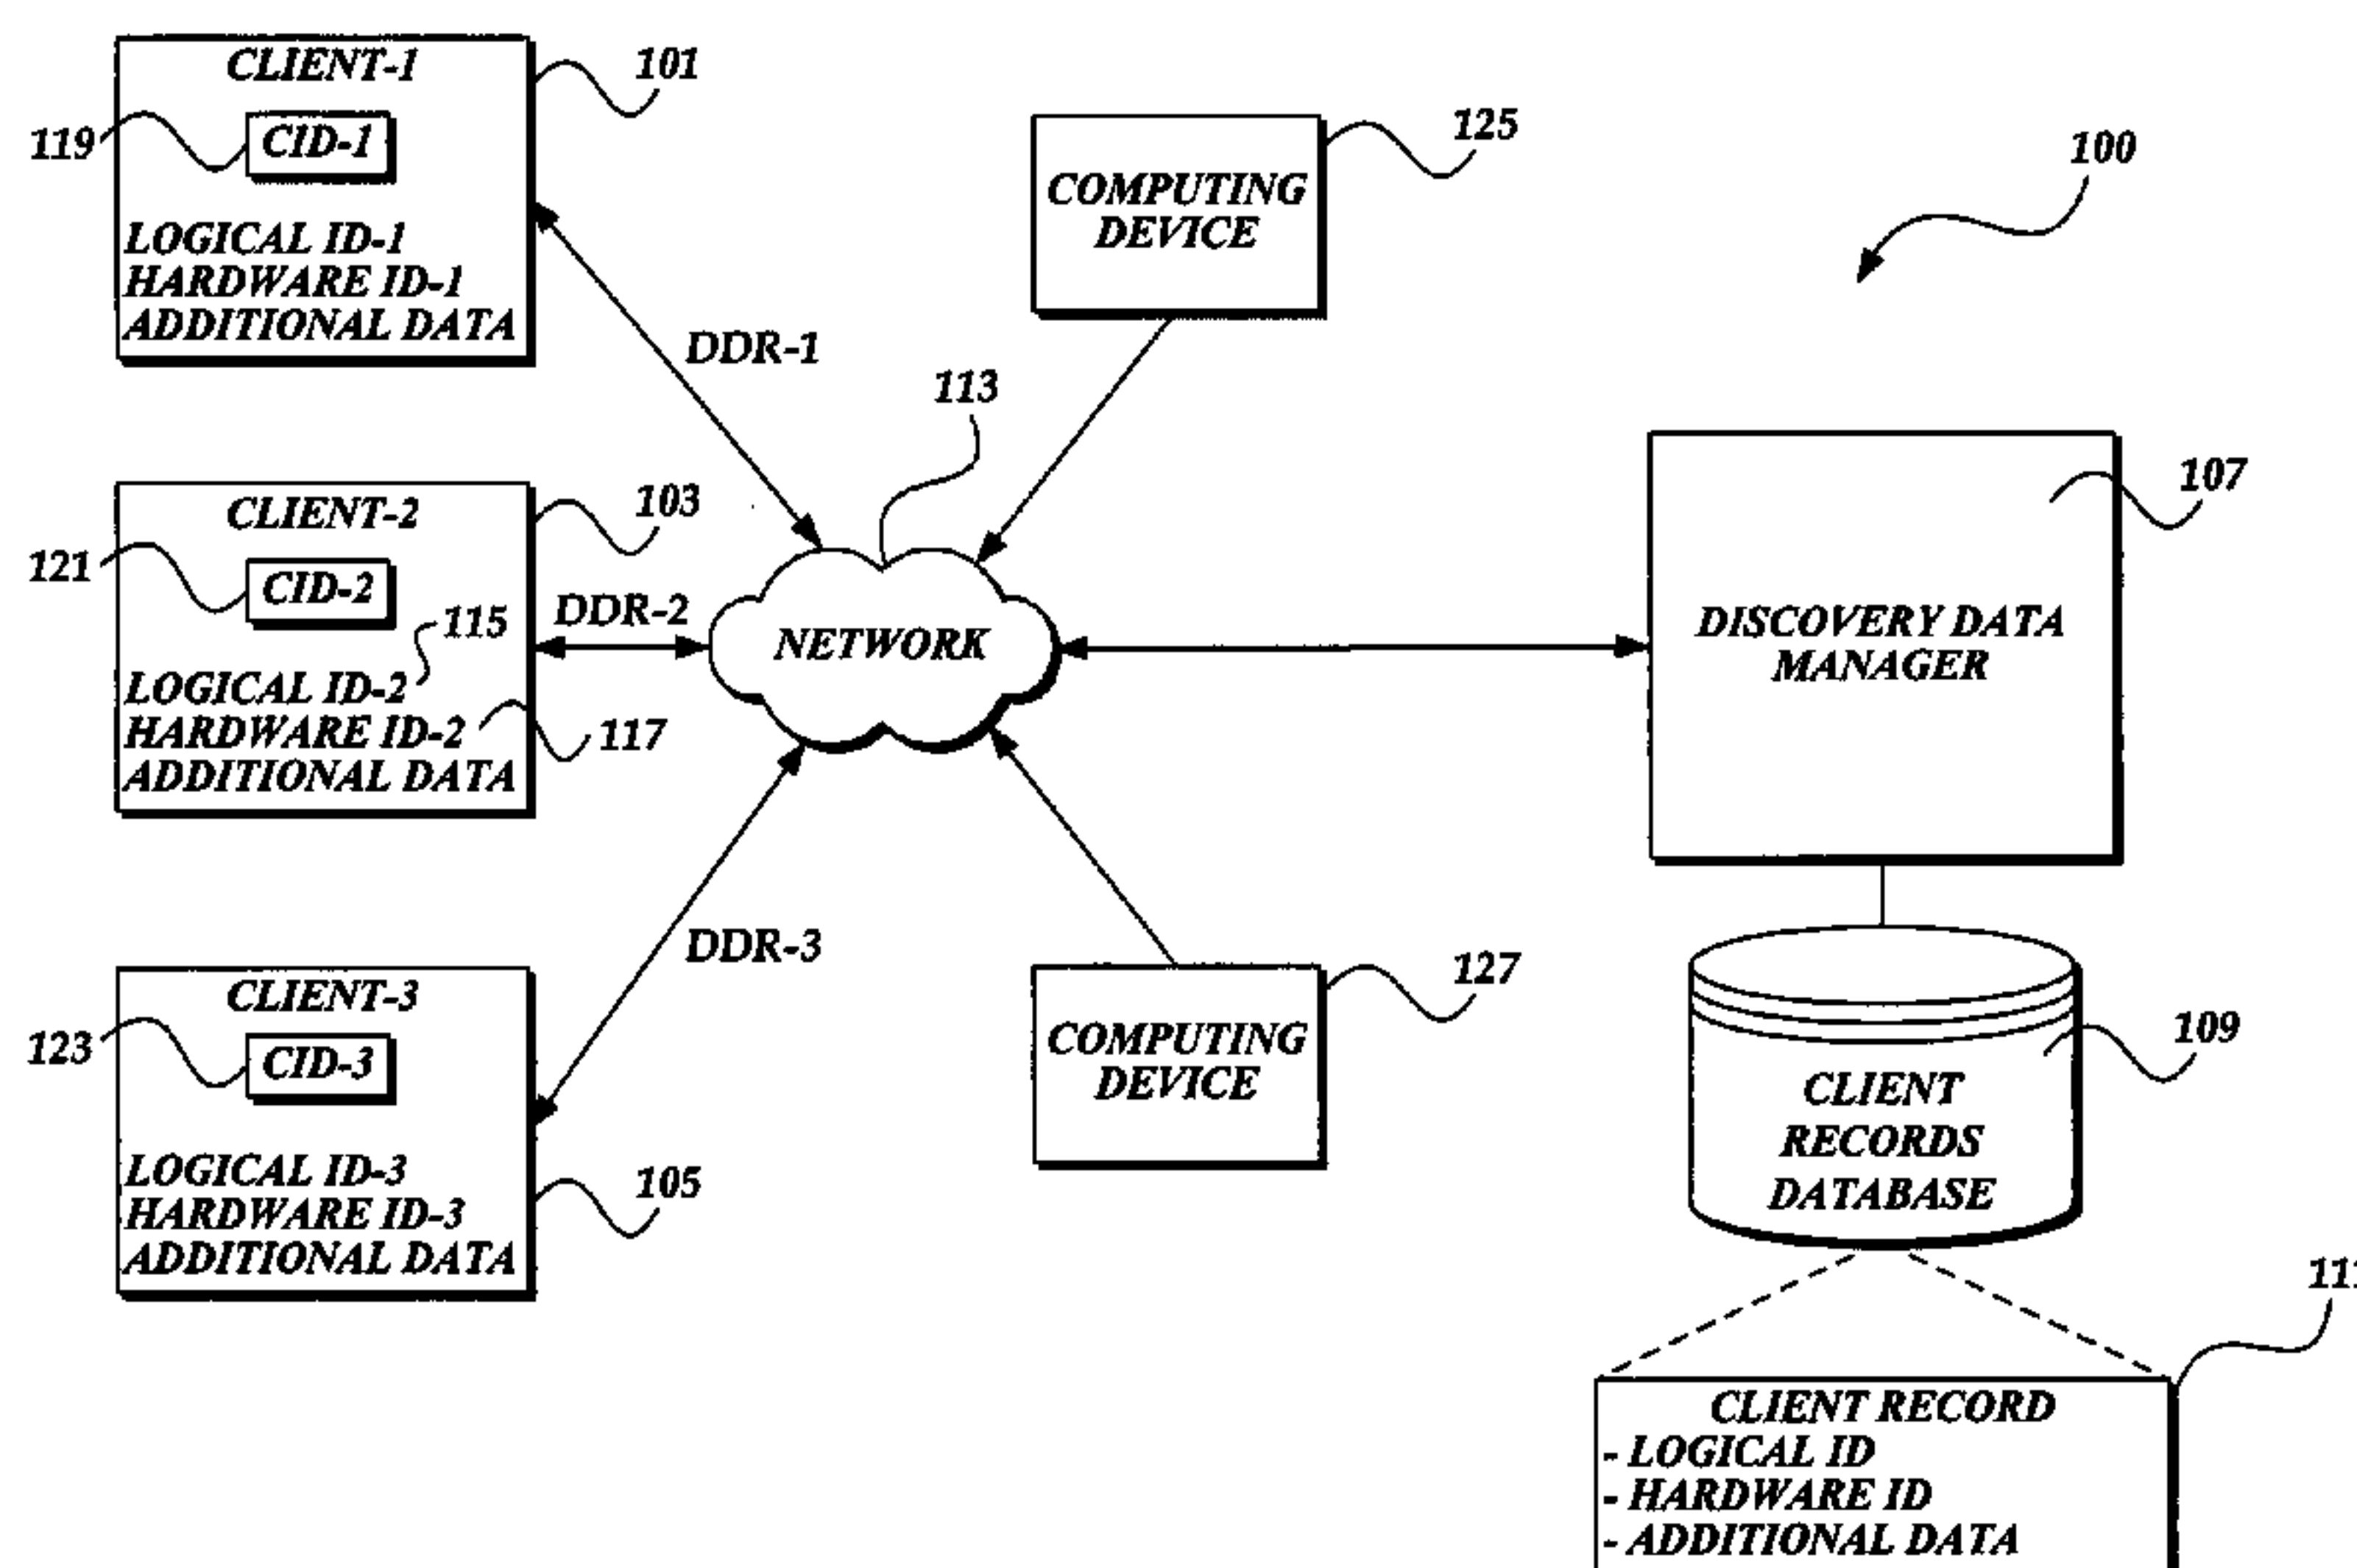 CLIENT-1
101
119
CID-1
LOGICAL ID-1
HARDWARE ID-1
ADDITIONAL DATA
DDR-1
COMPUTING
DEVICE
125
100
113
CLIENT-2
103
121
CID-2
115
LOGICAL ID-2
HARDWARE ID-2
117
ADDITIONAL DATA
DDR-2
NETWORK
DISCOVERY DATA
MANAGER
107
CLIENT-3
123
CID-3
LOGICAL ID-3
HARDWARE ID-3
ADDITIONAL DATA
105
DDR-3
COMPUTING
DEVICE
127
CLIENT
RECORDS
DATABASE
109
CLIENT RECORD
- LOGICAL ID
- HARDWARE ID
- ADDITIONAL DATA